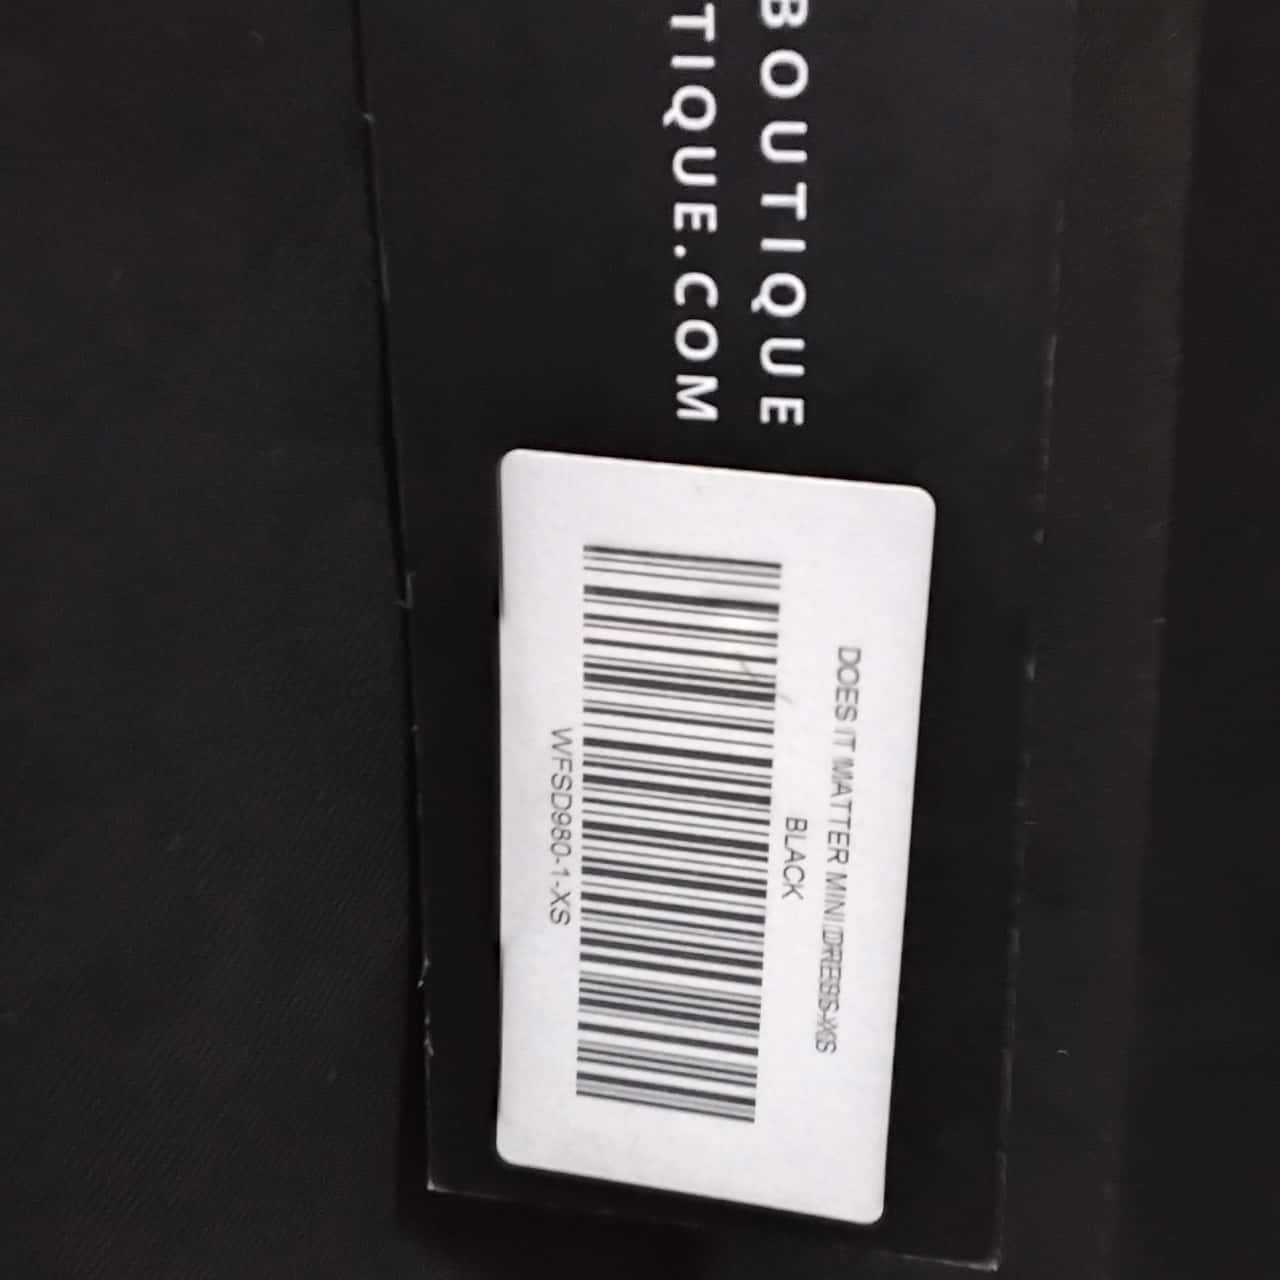 BOUTIQUE
TIQUE.COM
DOES IT MATTER MINI DRESS-XS
BLACK
WFSD980-1-XS